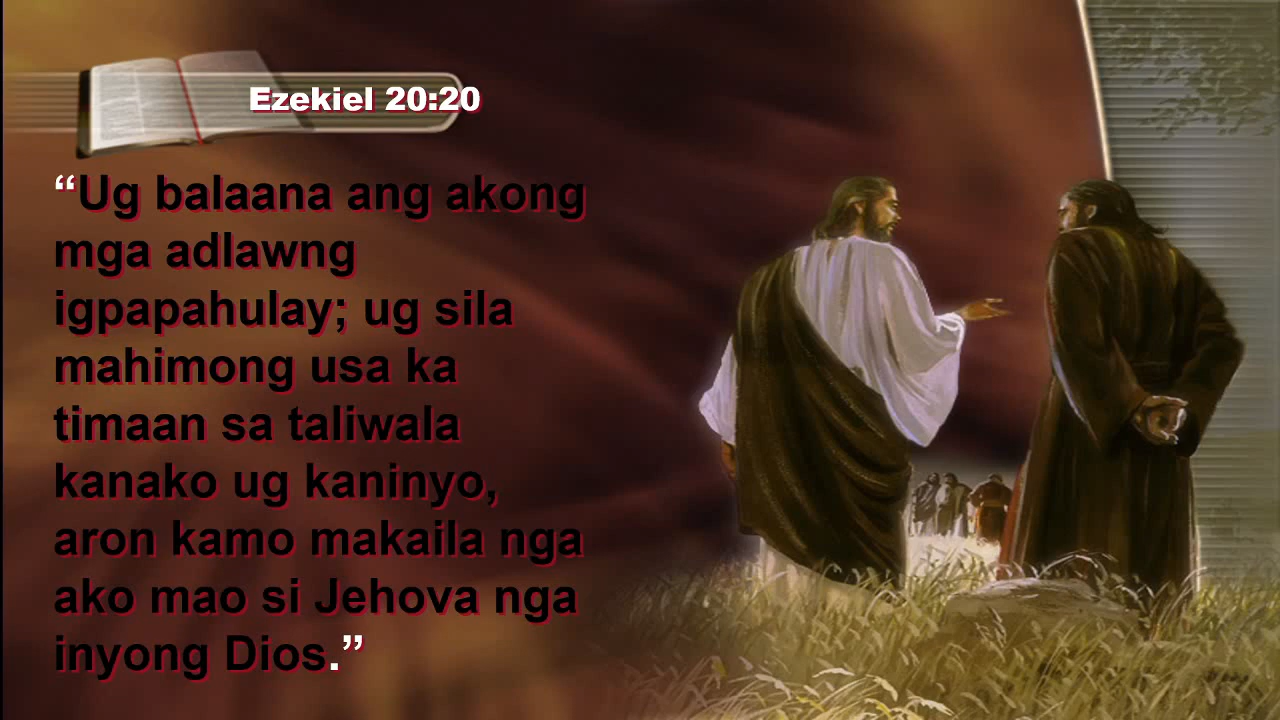 Ezekiel 20:20
“Ug balaana ang akong
mga adlawng
igpapahulay; ug sila
mahimong usa ka
timaan sa taliwala
kanako ug kaninyo,
aron kamo makaila nga
ako mao si Jehova nga
inyong Dios.”